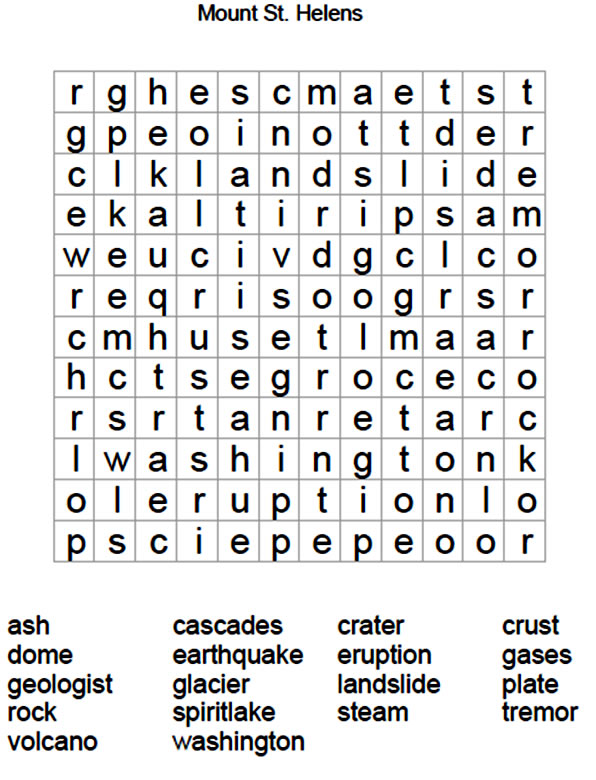 Mount St. Helens
r g h e s c m a e t s t
g p e o i n o t t d e r
c l k l a n d s l i d e
e k a l t i r i p s a m
w e u c i v d g c l c o
r e q r i s o o g r s r
c m h u s e t l m a a r
h c t s e g r o c e c o
r s r t a n r e t a r c
l w a s h i n g t o n k
o l e r u p t i o n l o
p s c i e p e p e o o r
ash cascades crater crust
dome earthquake eruption gases
geologist glacier landslide plate
rock spiritlake steam tremor
volcano washington